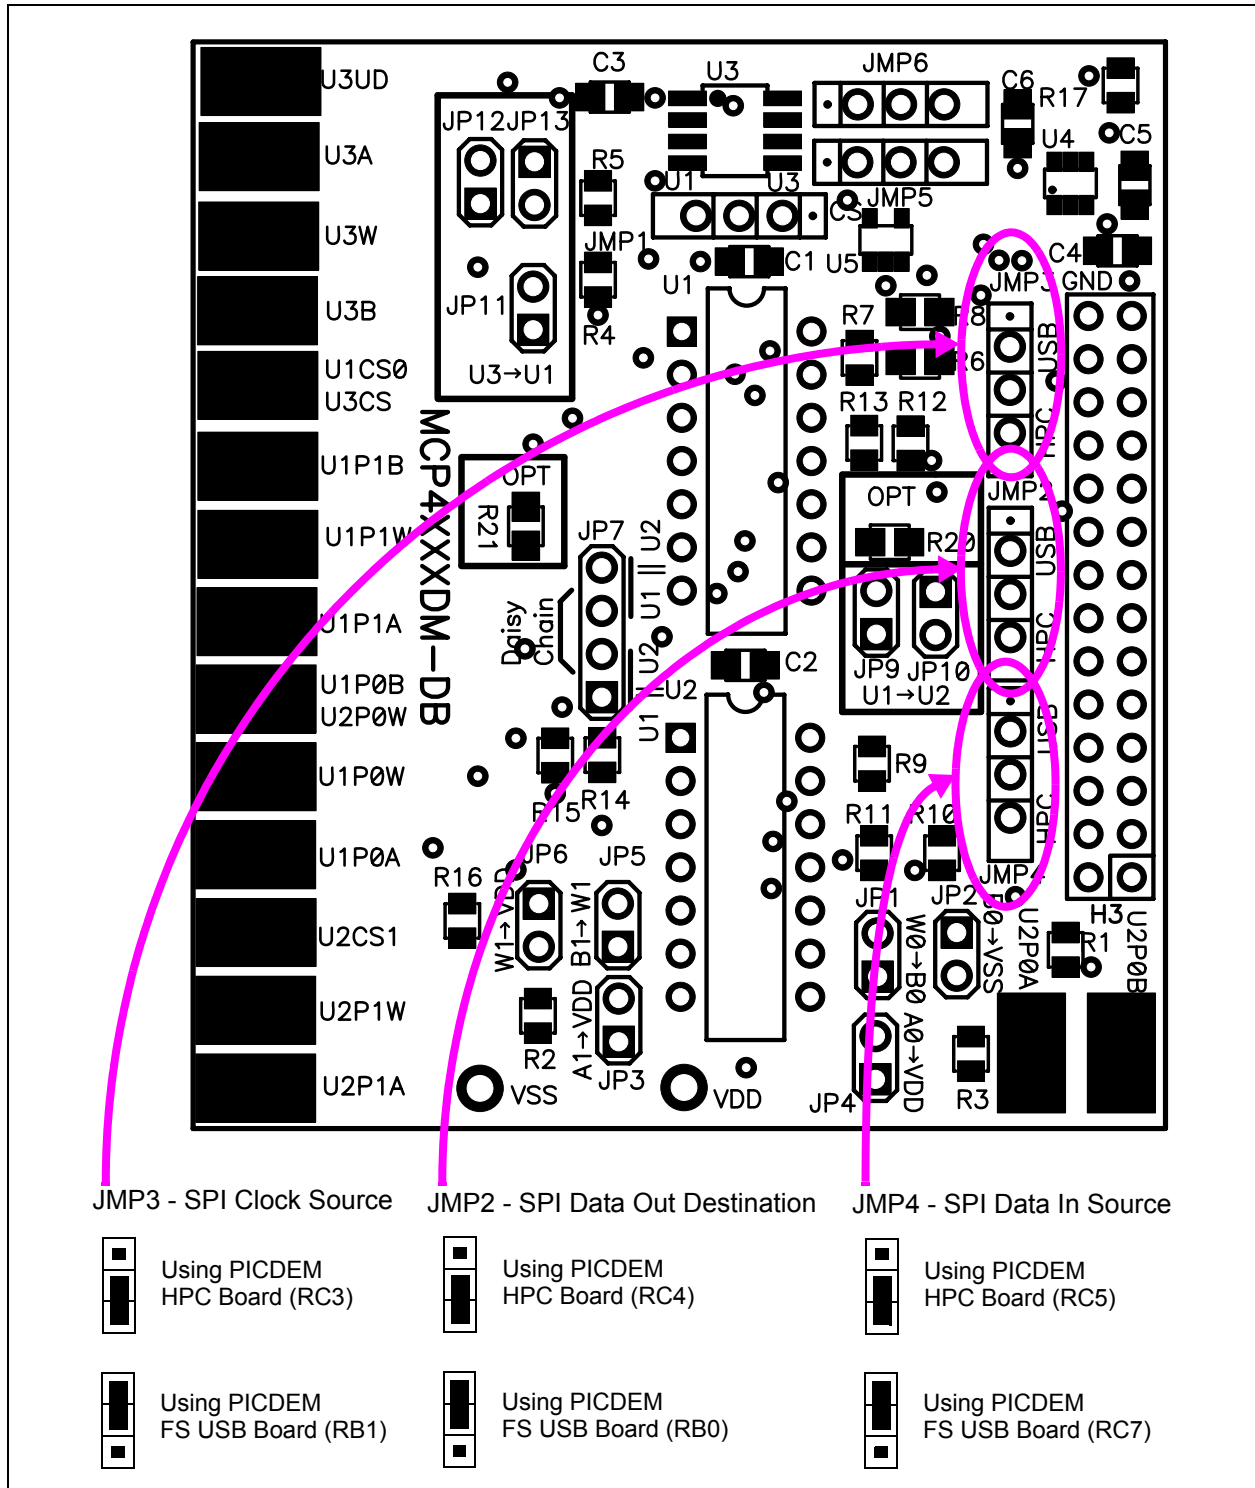 U3UD
C3
U3
JMP6
C6
R17
JP12
JP13
U3A
R5
U1
U3
U4
C5
U3W
JMP1
CS
JMP5
C4
U1
C1
U5
JMP3
GND
JP11
U3B
R4
R7
R8
USB
U3→U1
R6
U1CS0
U3CS
R13
R12
HPC
MCP4XXXDM-DB
U1P1B
OPT
R21
OPT
JMP2
U1P1W
JP7
U1 || U2
R20
USB
U1P1A
Daisy
Chain
HPC
JP9
JP10
U1→U2
C2
U1P0B
U2P0W
U1 || U2
U2
USB
U1P0W
R15
R14
R9
HPC
U1P0A
R11
R10
JMP4
R16
JP6
JP5
JP1
JP2
H3
U2CS1
W1→VDD
B1→W1
W0→B0
B0→VSS
U2P0A
R1
U2P0B
U2P1W
R2
A1→VDD
JP3
A0→VDD
JP4
R3
U2P1A
VSS
VDD
JMP3 - SPI Clock Source
JMP2 - SPI Data Out Destination
JMP4 - SPI Data In Source
Using PICDEM
HPC Board (RC3)
Using PICDEM
HPC Board (RC4)
Using PICDEM
HPC Board (RC5)
Using PICDEM
FS USB Board (RB1)
Using PICDEM
FS USB Board (RB0)
Using PICDEM
FS USB Board (RC7)